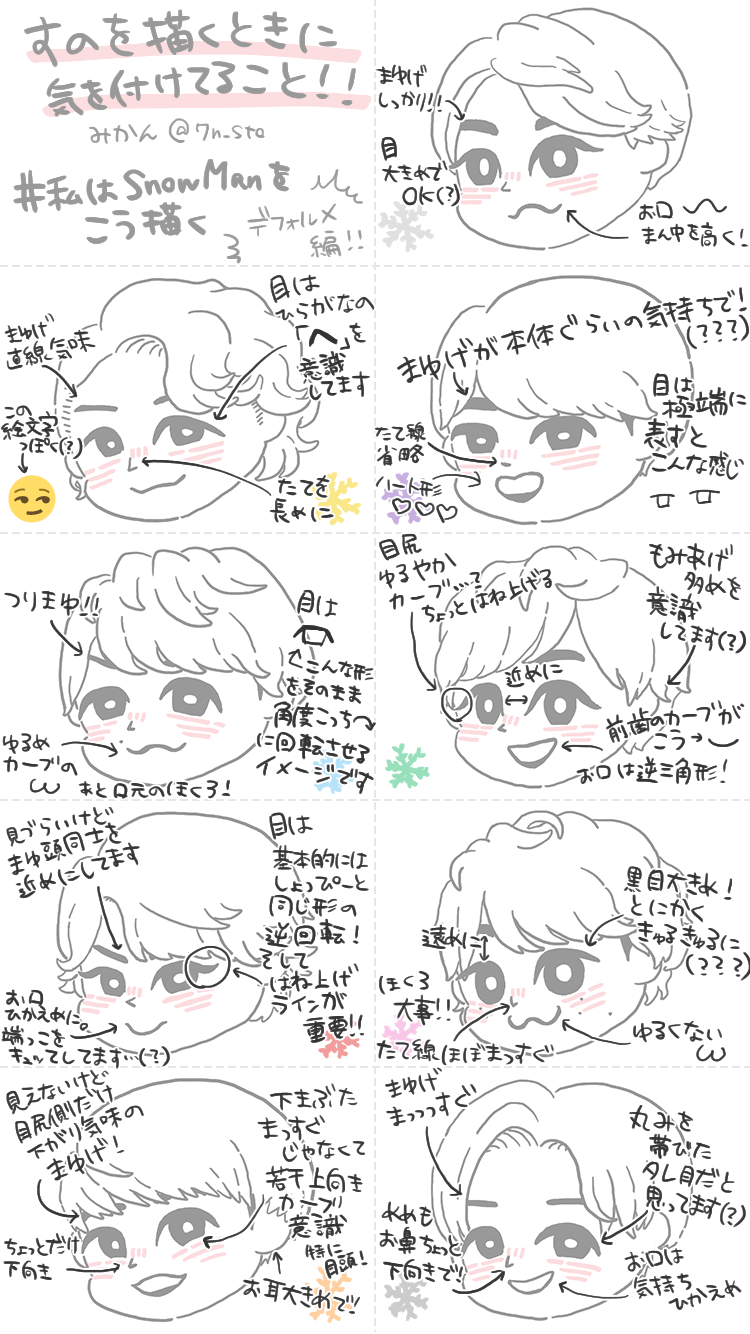 すのを描くときに
気を付けてること!!
みかん @7n_sta
#私はSnowManを
こう描く
デフォルメ
編!!
まゆげ
しっかり!!
目
大きめで
OK(?)
お口
まん中を高く!
目は
ひらがなの
「へ」を
意識
してます
まゆげ
直線気味
この
絵文字
っぽく(?)
たてを
長めに
まゆげが本体ぐらいの気持ちで!
(???)
目は
極端に
表すと
こんな感じ
たて線
省略
ハート形
♡♡♡
つりまゆ!!
目は
↑こんな形
をそのまま
角度こっち
に回転させる
イメージです
ゆるめ
カーブの
ω
あと口元のほくろ!
目尻
ゆるやか
カーブ
ちょっとはね上げる
もみあげ
多めを
意識
してます(?)
近めに
↔
前歯のカーブが
こう→
お口は逆三角形!
見づらいけど
まゆ頭同士を
近めにしてます
目は
基本的には
しょっぴーと
同じ形の
逆回転!
そして
はね上げ
ラインが
重要!!
お口
ひかえめに。
端っこを
キュッてしてます…(?)
黒目大きめ!
とにかく
きゅるきゅるに
(???)
遠めに
ほくろ
大事!!
たて線ほぼまっすぐ
ゆるくない
ω
見えないけど
目尻側だけ
下がり気味の
まゆげ!
下まぶた
まっすぐ
じゃなくて
若干上向き
カーブ
意識
特に
目頭!
ちょっとだけ
下向き
お耳大きめで!!
まゆげ
まっつっすぐ
丸みを
帯びた
タレ目だと
思ってます(?)
お鼻ちょっと
下向きで!
お口は
気持ち
ひかえめ